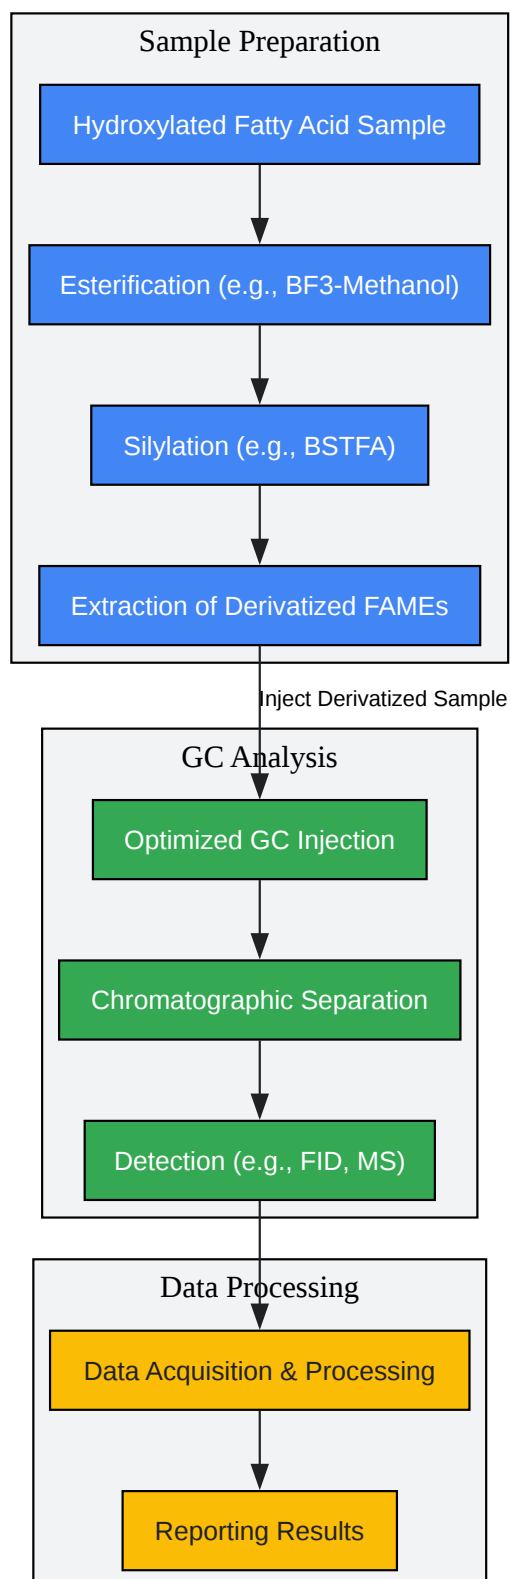 Sample Preparation
Hydroxylated Fatty Acid Sample
Esterification (e.g., BF3-Methanol)
Silylation (e.g., BSTFA)
Extraction of Derivatized FAMEs
Inject Derivatized Sample
GC Analysis
Optimized GC Injection
Chromatographic Separation
Detection (e.g., FID, MS)
Data Processing
Data Acquisition & Processing
Reporting Results